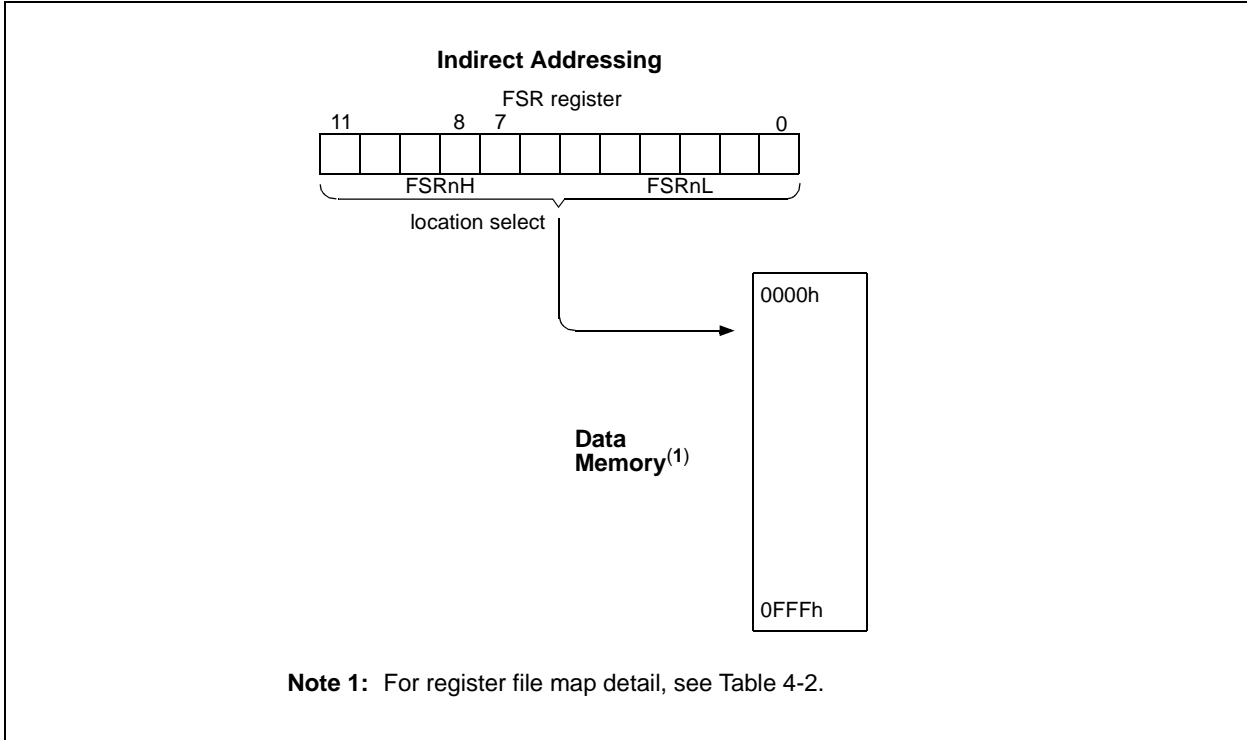 Indirect Addressing
FSR register
11 8 7 0
FSRnH FSRnL
location select
0000h
Data
Memory(1)
0FFFh
Note 1: For register file map detail, see Table 4-2.